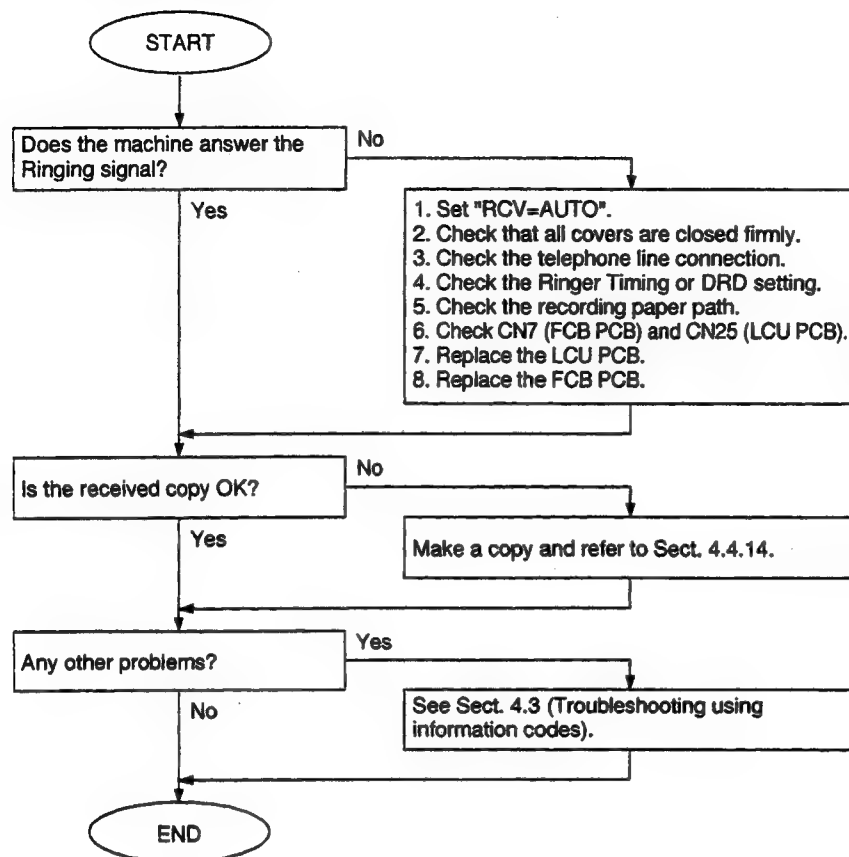 START
Does the machine answer the
Ringing signal?
No
Yes
1. Set "RCV=AUTO".
2. Check that all covers are closed firmly.
3. Check the telephone line connection.
4. Check the Ringer Timing or DRD setting.
5. Check the recording paper path.
6. Check CN7 (FCB PCB) and CN25 (LCU PCB).
7. Replace the LCU PCB.
8. Replace the FCB PCB.
Is the received copy OK?
No
Yes
Make a copy and refer to Sect. 4.4.14.
Any other problems?
Yes
No
See Sect. 4.3 (Troubleshooting using
information codes).
END